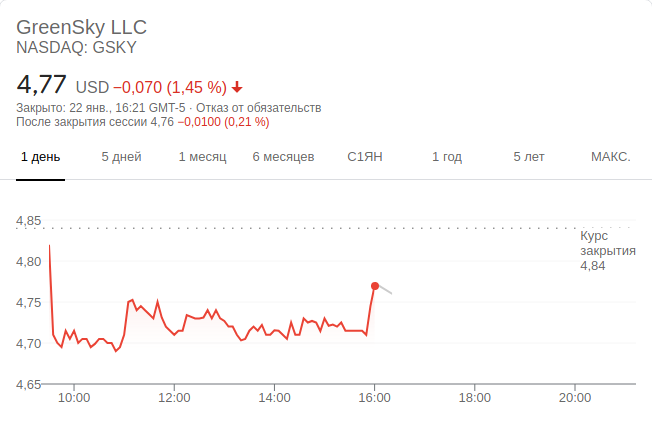 GreenSky LLC
NASDAQ: GSKY
4,77 USD −0,070 (1,45 %)
Закрыто: 22 янв., 16:21 GMT-5 · Отказ от обязательств
После закрытия сессии 4,76 −0,0100 (0,21 %)
1 день 5 дней 1 месяц 6 месяцев С1ЯН 1 год 5 лет МАКС.
4,85
Курс
закрытия
4,84
4,80
4,75
4,70
4,65
10:00 12:00 14:00 16:00 18:00 20:00